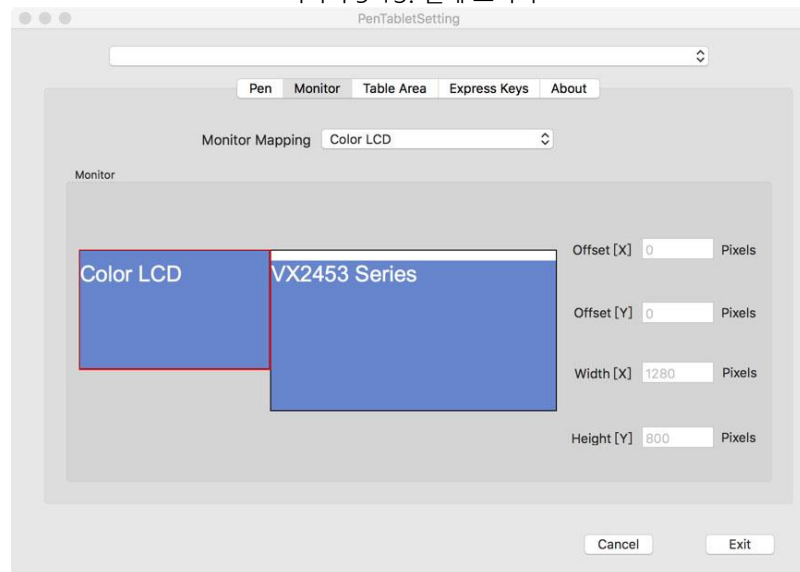 PenTabletSetting
Pen Monitor Table Area Express Keys About
Monitor Mapping Color LCD
Monitor
Color LCD VX2453 Series
Offset [X] 0 Pixels
Offset [Y] 0 Pixels
Width [X] 1280 Pixels
Height [Y] 800 Pixels
Cancel Exit